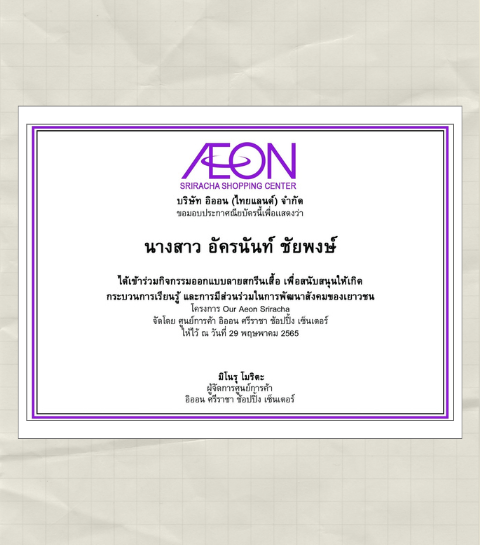 ÆON
SRIRACHA SHOPPING CENTER
บริษัท อิออน (ไทยแลนด์) จำกัด
ขอมอบประกาศณียบัตรนี้เพื่อแสดงว่า
นางสาว อัครนันท์ ชัยพงษ์
ได้เข้าร่วมกิจกรรมออกแบบลายสกรีนเสื้อ เพื่อสนับสนุนให้เกิด
กระบวนการเรียนรู้ และการมีส่วนร่วมในการพัฒนาสังคมของเยาวชน
โครงการ Our Aeon Sriracha
จัดโดย ศูนย์การค้า อิออน ศรีราชา ช้อปปิ้ง เซ็นเตอร์
ให้ไว้ ณ วันที่ 29 พฤษพาคม 2565
มิโนรุ โมริตะ
ผู้จัดการศูนย์การค้า
อิออน ศรีราชา ช้อปปิ้ง เซ็นเตอร์